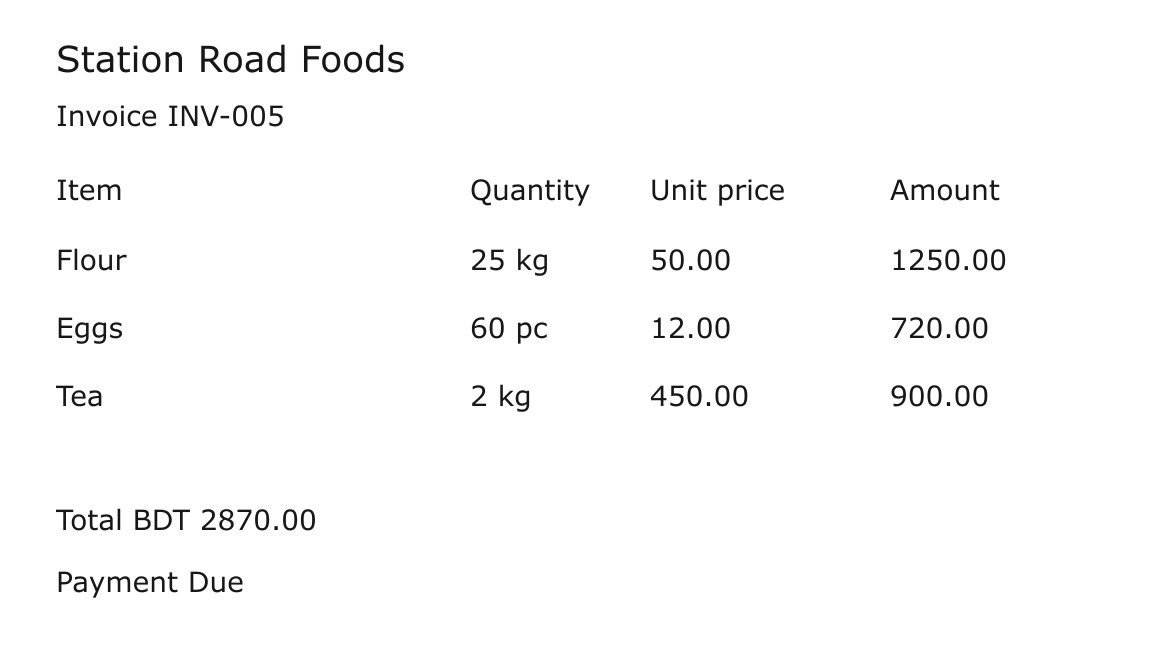 Station Road Foods
Invoice INV-005
Item Quantity Unit price Amount
Flour 25 kg 50.00 1250.00
Eggs 60 pc 12.00 720.00
Tea 2 kg 450.00 900.00
Total BDT 2870.00
Payment Due